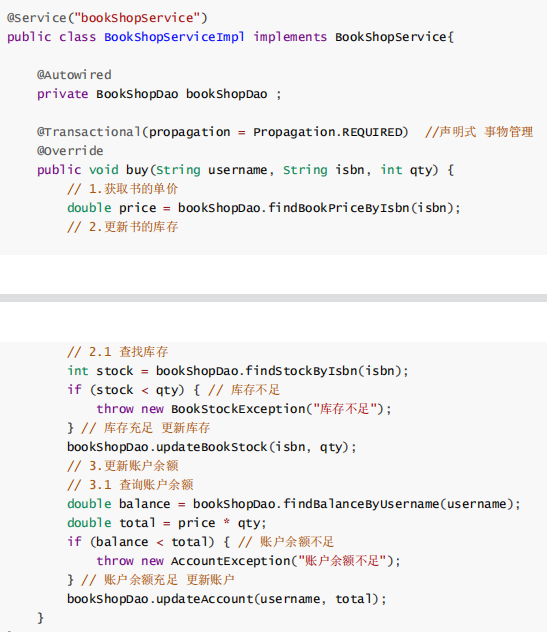 @Service("bookShopService")
public class BookShopServiceImpl implements BookShopService{
@Autowired
private BookShopDao bookShopDao ;
@Transactional(propagation = Propagation.REQUIRED)  //声明式 事物管理
@Override
public void buy(String username, String isbn, int qty) {
// 1.获取书的单价
double price = bookShopDao.findBookPriceByIsbn(isbn);
// 2.更新书的库存
// 2.1 查找库存
int stock = bookShopDao.findStockByIsbn(isbn);
if (stock < qty) { // 库存不足
throw new BookStockException("库存不足");
} // 库存充足 更新库存
bookShopDao.updateBookStock(isbn, qty);
// 3.更新账户余额
// 3.1 查询账户余额
double balance = bookShopDao.findBalanceByUsername(username);
double total = price * qty;
if (balance < total) { // 账户余额不足
throw new AccountException("账户余额不足");
} // 账户余额充足 更新账户
bookShopDao.updateAccount(username, total);
}